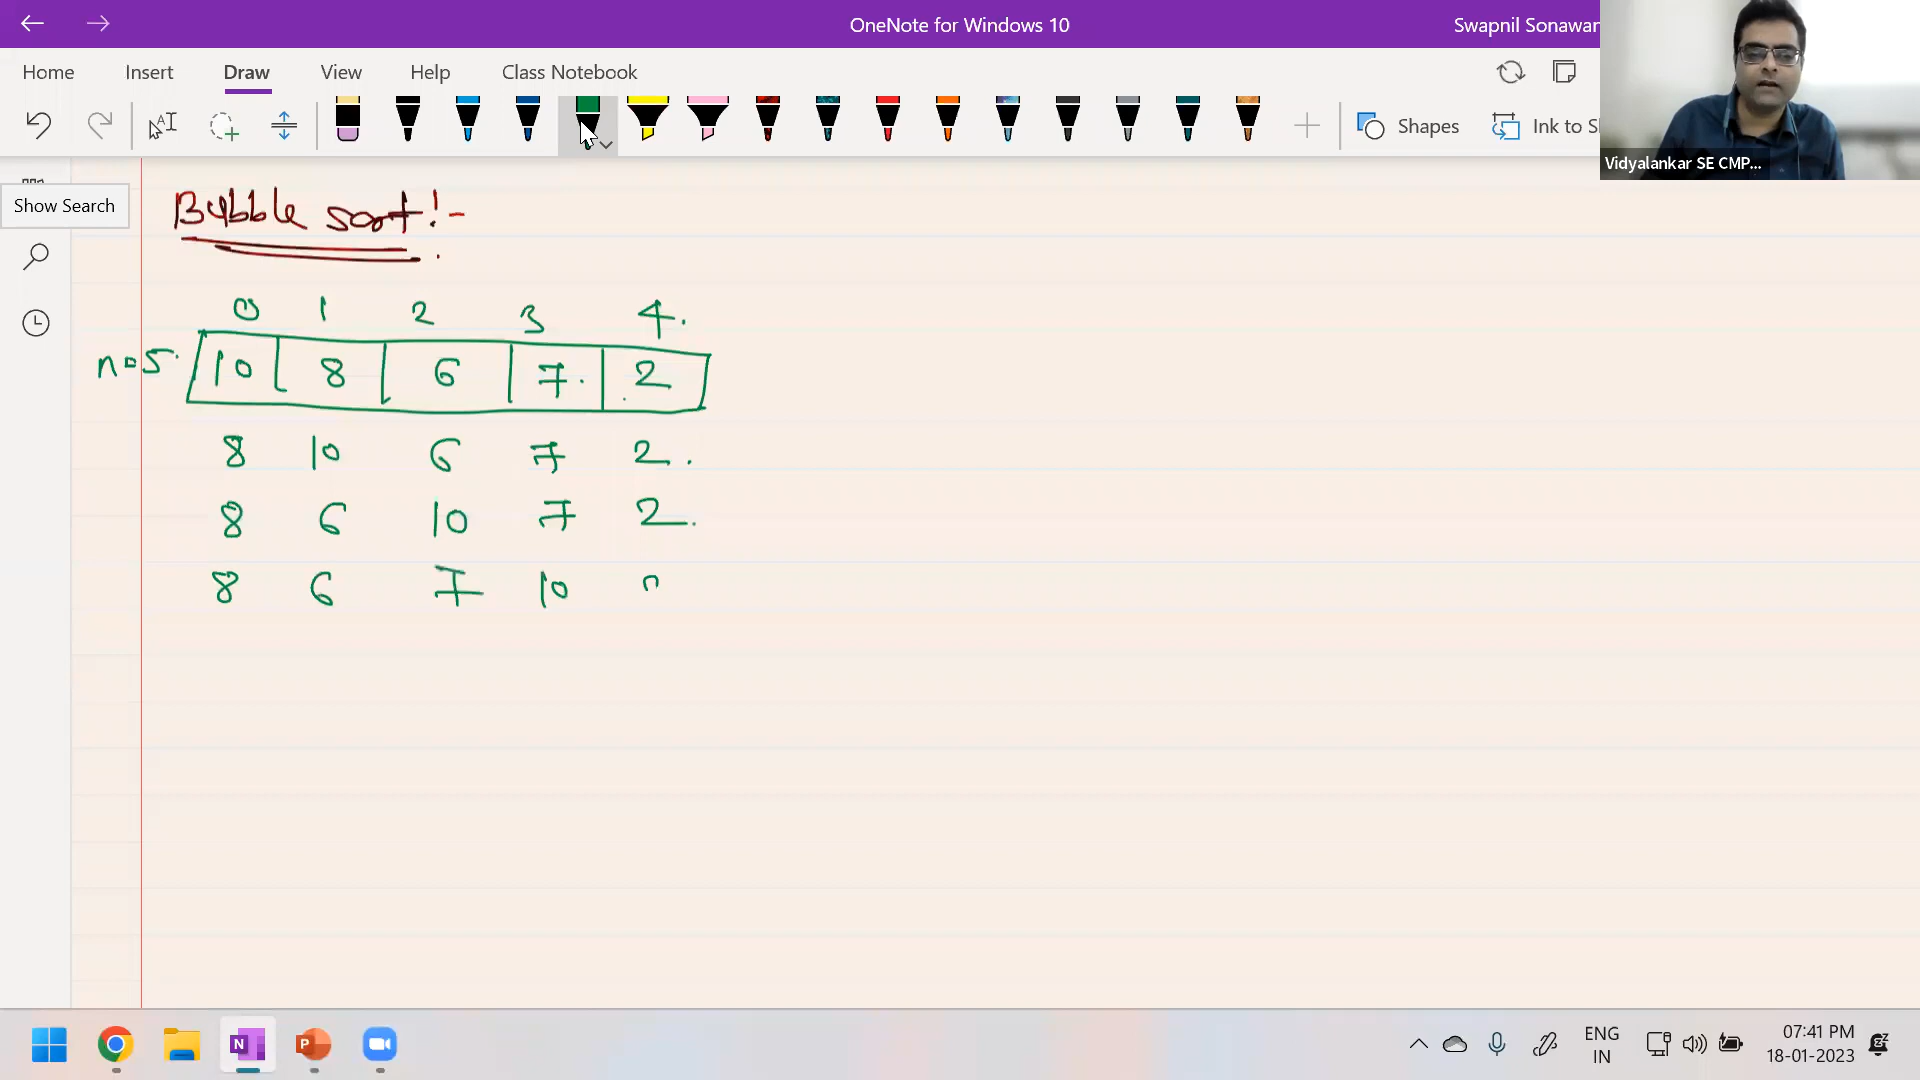 OneNote for Windows 10
Swapnil Sonawar
Home Insert Draw View Help Class Notebook
Shapes
Ink to S
Vidyalankar SE CMP...
Show Search
Bubble sort:-
0 1 2 3 4.
n=5. 10 8 6 7. 2
8 10 6 7 2.
8 6 10 7 2.
8 6 7 10
ENG
IN
07:41 PM
18-01-2023